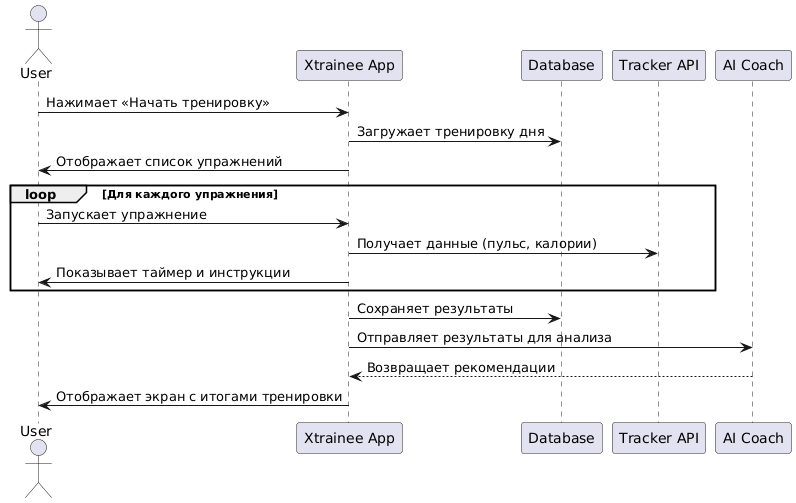 User
Xtrainee App
Database
Tracker API
AI Coach
Нажимает «Начать тренировку»
Загружает тренировку дня
Отображает список упражнений
loop
[Для каждого упражнения]
Запускает упражнение
Получает данные (пульс, калории)
Показывает таймер и инструкции
Сохраняет результаты
Отправляет результаты для анализа
Возвращает рекомендации
Отображает экран с итогами тренировки
User
Xtrainee App
Database
Tracker API
AI Coach